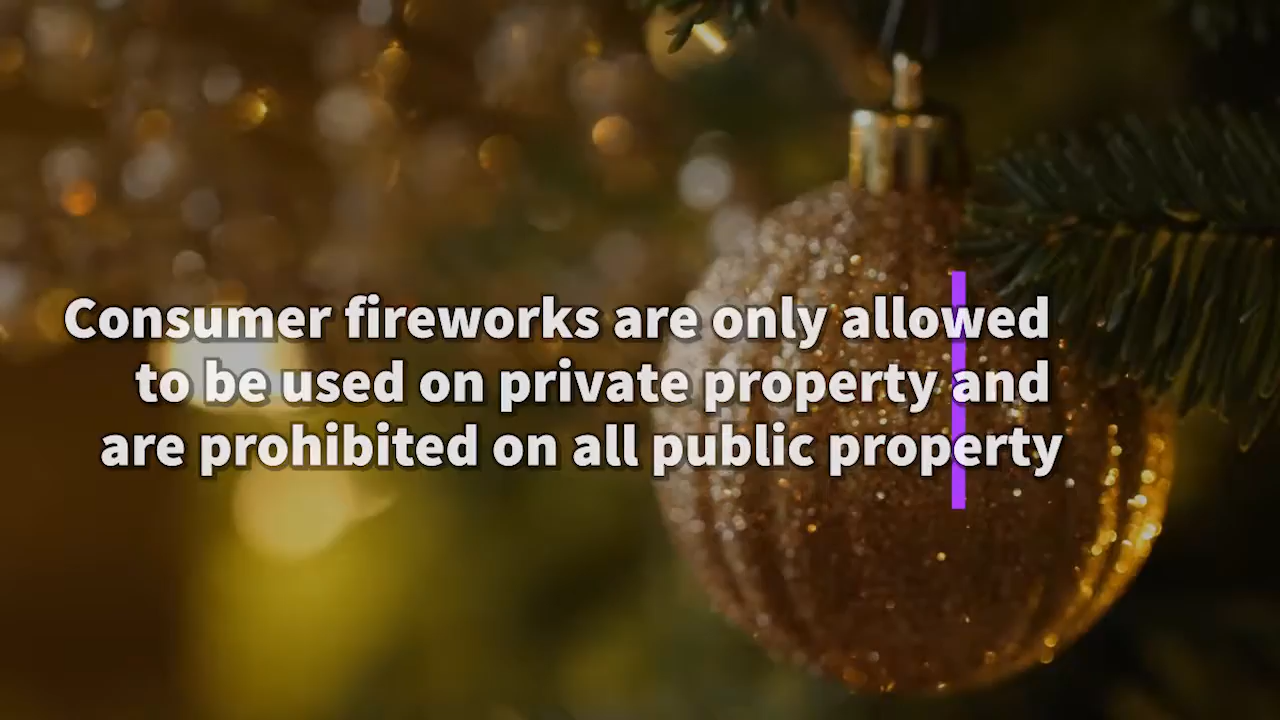 Consumer fireworks are only allowed
to be used on private property and
are prohibited on all public property